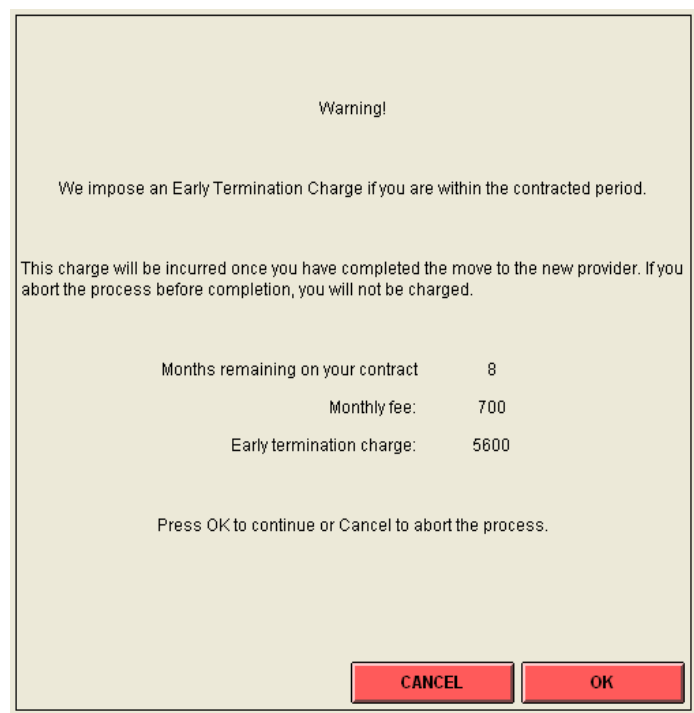 Warning!
We impose an Early Termination Charge if you are within the contracted period.
This charge will be incurred once you have completed the move to the new provider. If you
abort the process before completion, you will not be charged.
Months remaining on your contract 8
Monthly fee: 700
Early termination charge: 5600
Press OK to continue or Cancel to abort the process.
CANCEL OK